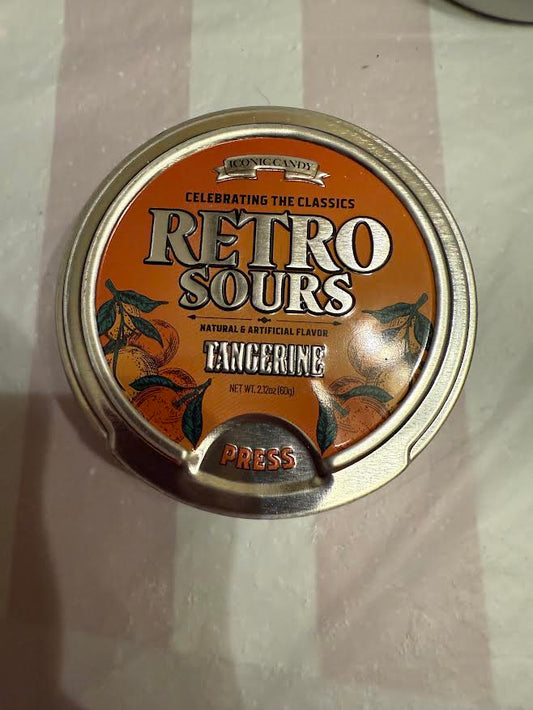 ICONIC CANDY
CELEBRATING THE CLASSICS
RETRO
SOURS
NATURAL & ARTIFICIAL FLAVOR
TANGERINE
NET WT. 2.12oz (60g)
PRESS